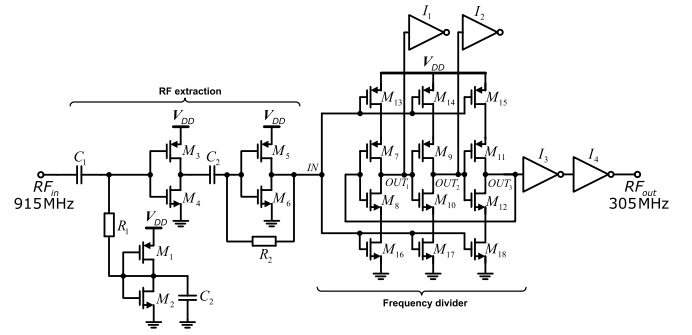 I1
I2
VDD
RF extraction
M13
M14
M15
VDD
VDD
C1
M3
C2
M5
M7
M9
M11
IN
OUT1
OUT2
OUT3
I3
I4
RFin
915MHz
M4
M6
M8
M10
M12
RFout
305MHz
R1
VDD
R2
M1
M16
M17
M18
M2
C2
Frequency divider